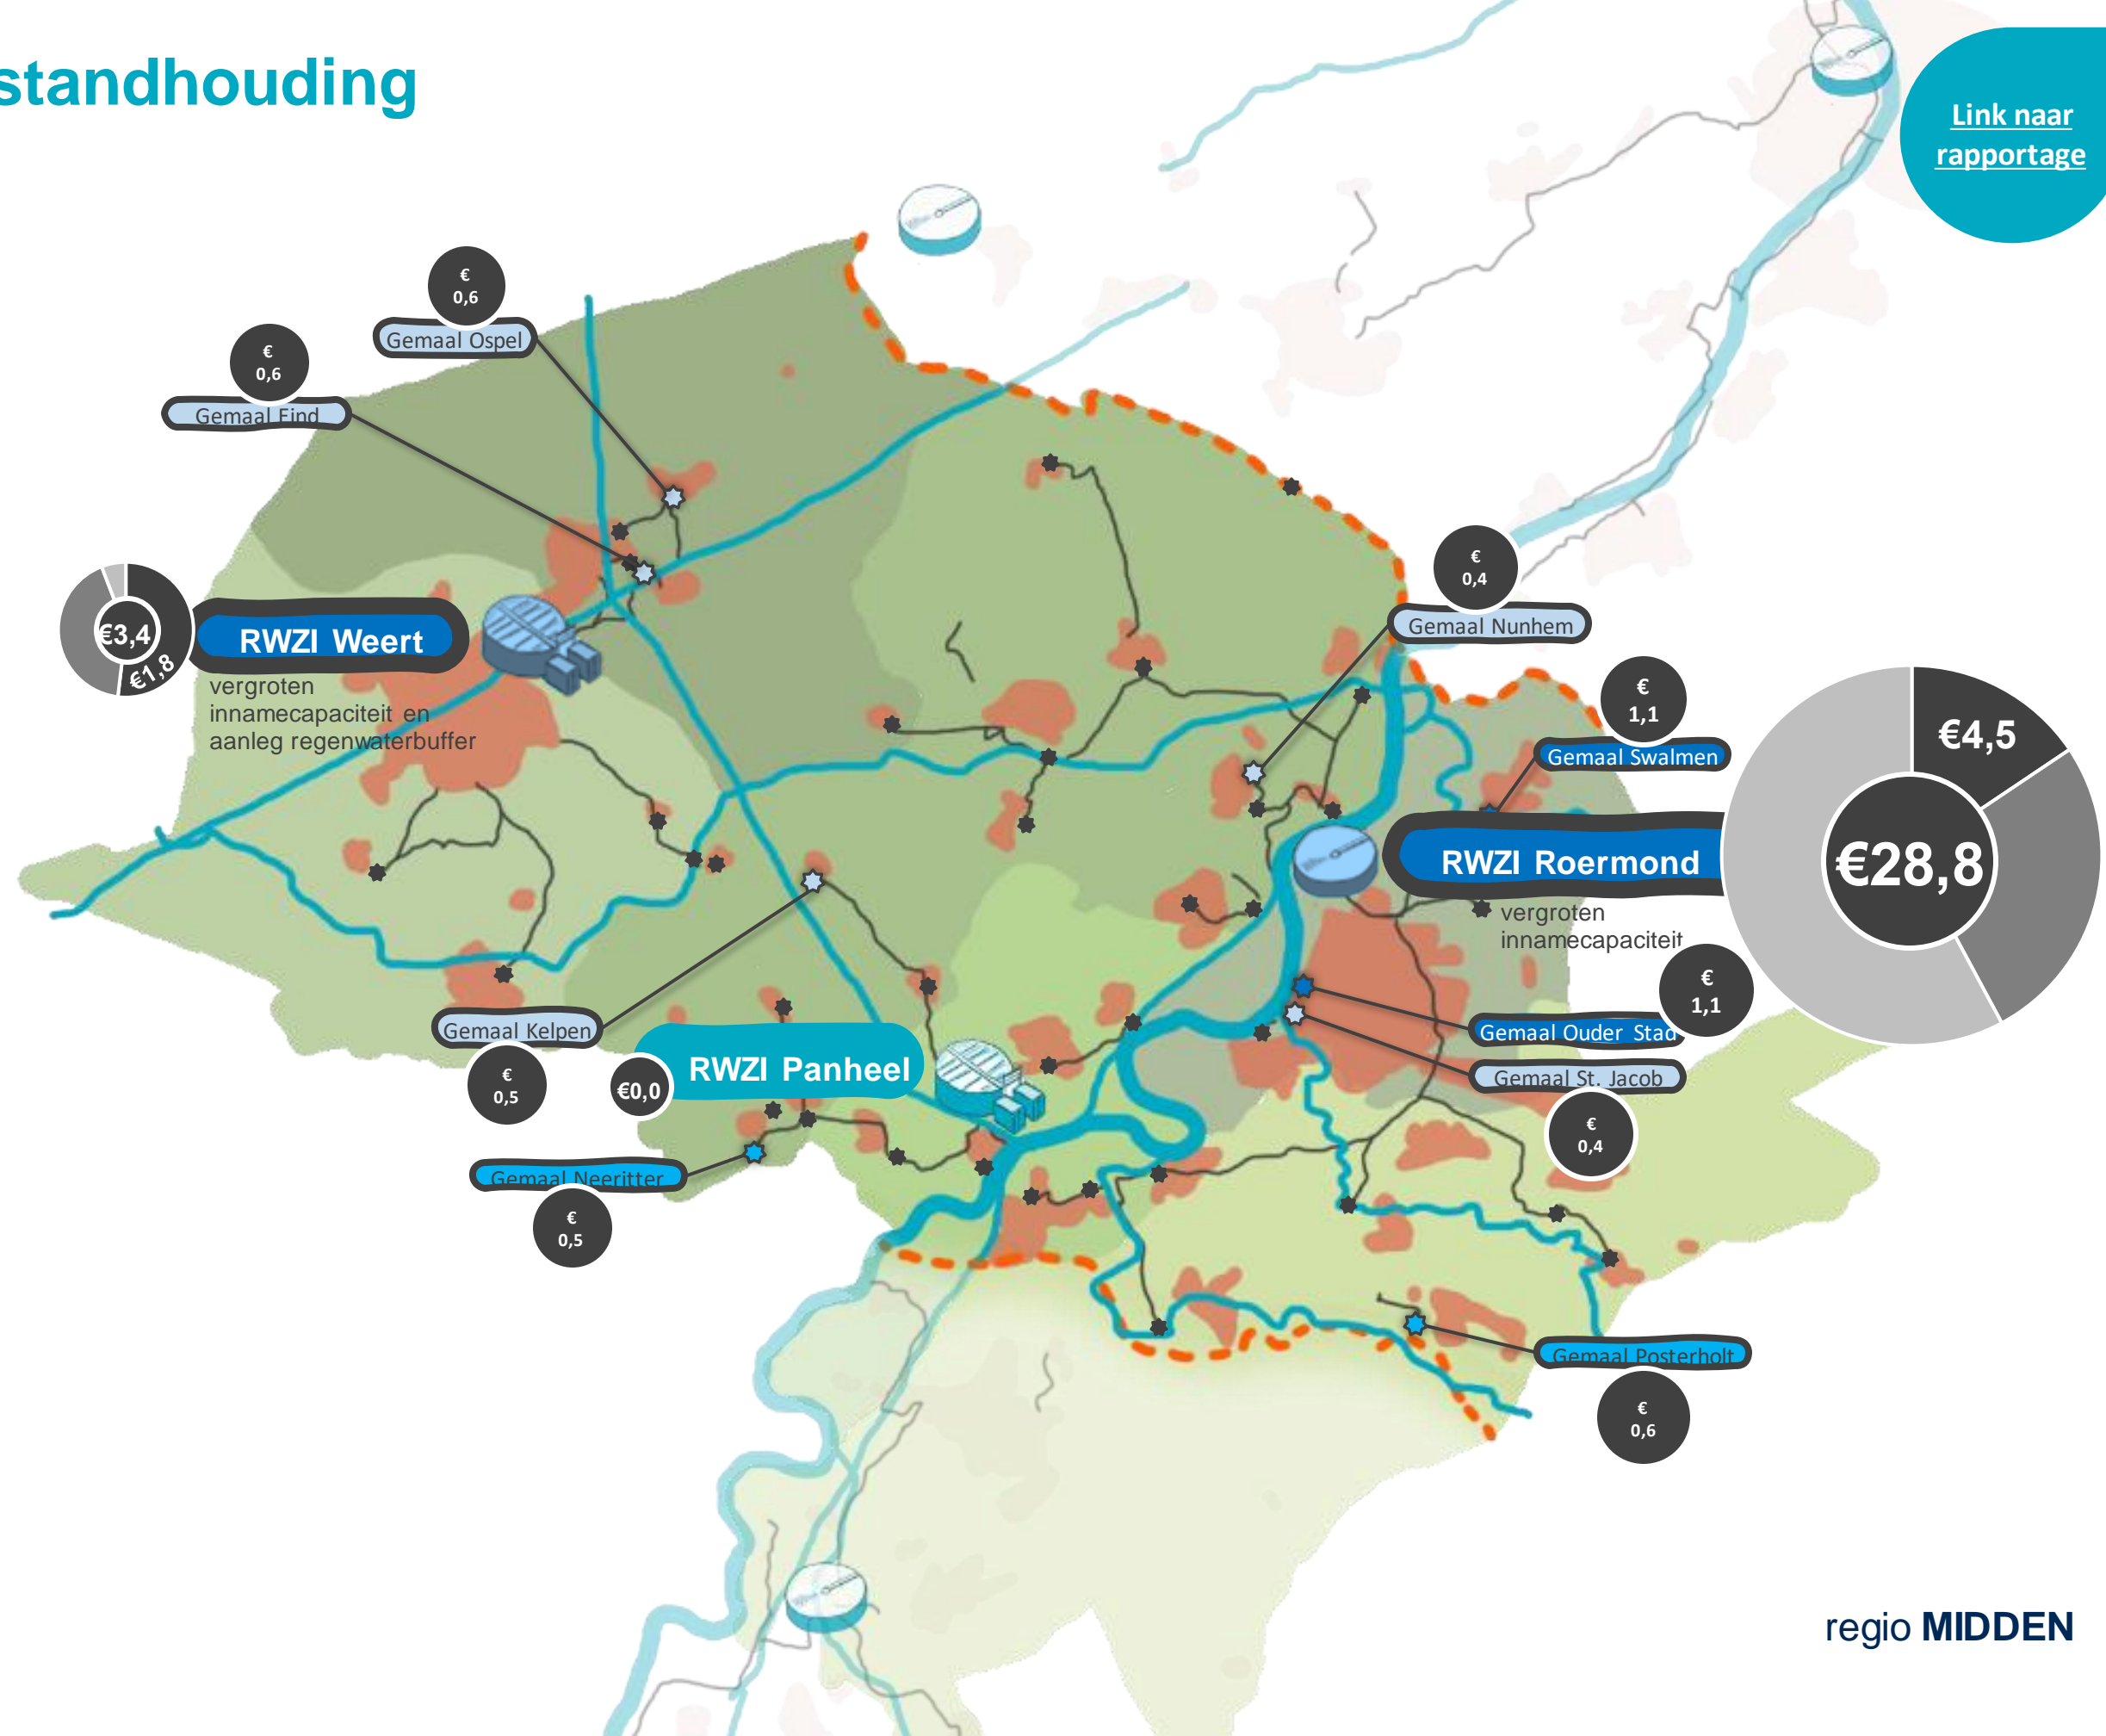 standhouding
Link naar
rapportage
€
0,6
Gemaal Ospel
€
0,6
Gemaal Eind
€
0,4
Gemaal Nunhem
€3,4
€1,8
RWZI Weert
vergroten
innamecapaciteit en
aanleg regenwaterbuffer
€
1,1
Gemaal Swalmen
€4,5
€28,8
RWZI Roermond
vergroten
innamecapaciteit
€
1,1
Gemaal Ouder Stad
Gemaal St. Jacob
€
0,4
Gemaal Kelpen
€
0,5
RWZI Panheel
€0,0
Gemaal Neeritter
€
0,5
Gemaal Posterholt
€
0,6
regio MIDDEN